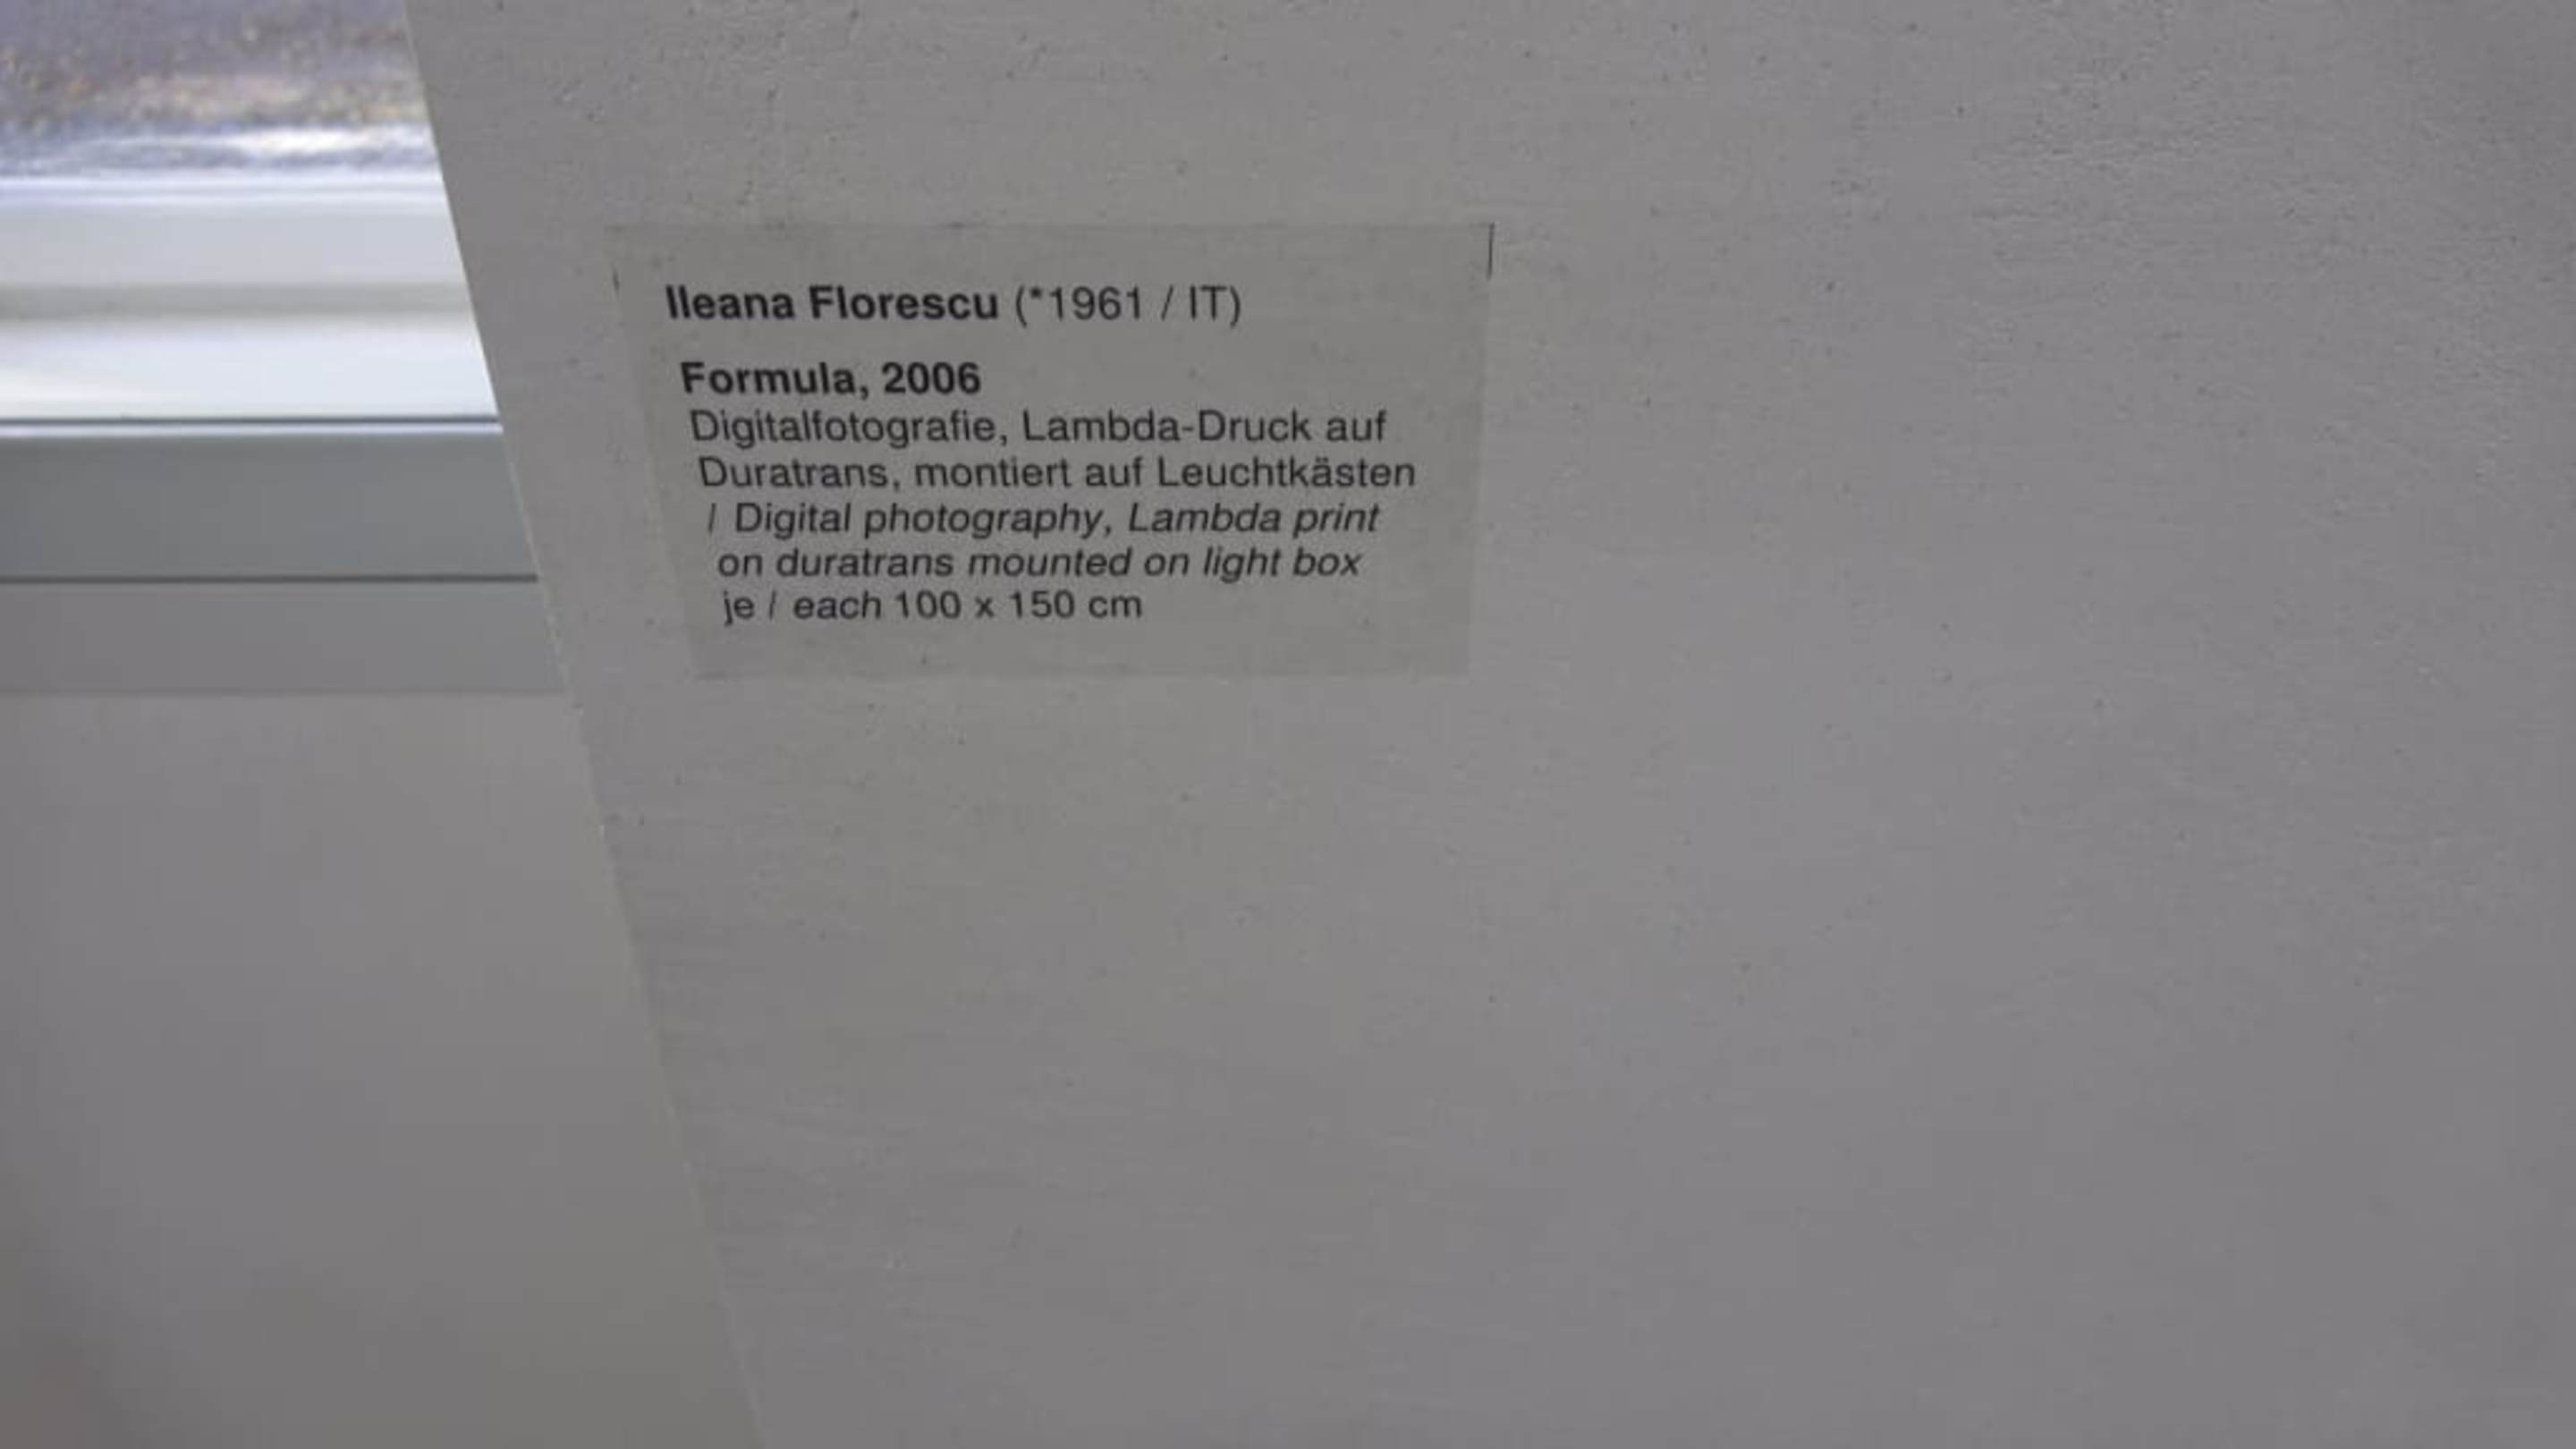 Ileana Florescu (*1961 / IT)
Formula, 2006
Digitalfotografie, Lambda-Druck auf
Duratrans, montiert auf Leuchtkästen
/ Digital photography, Lambda print
on duratrans mounted on light box
je / each 100 x 150 cm